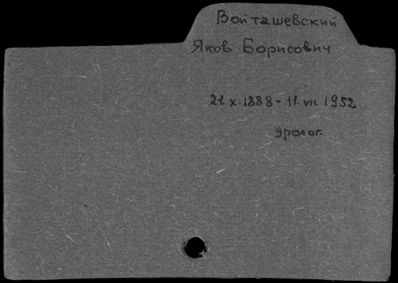 Войташевский
Яков Борисович
21.X.1888-11.VII.1952
уролог.